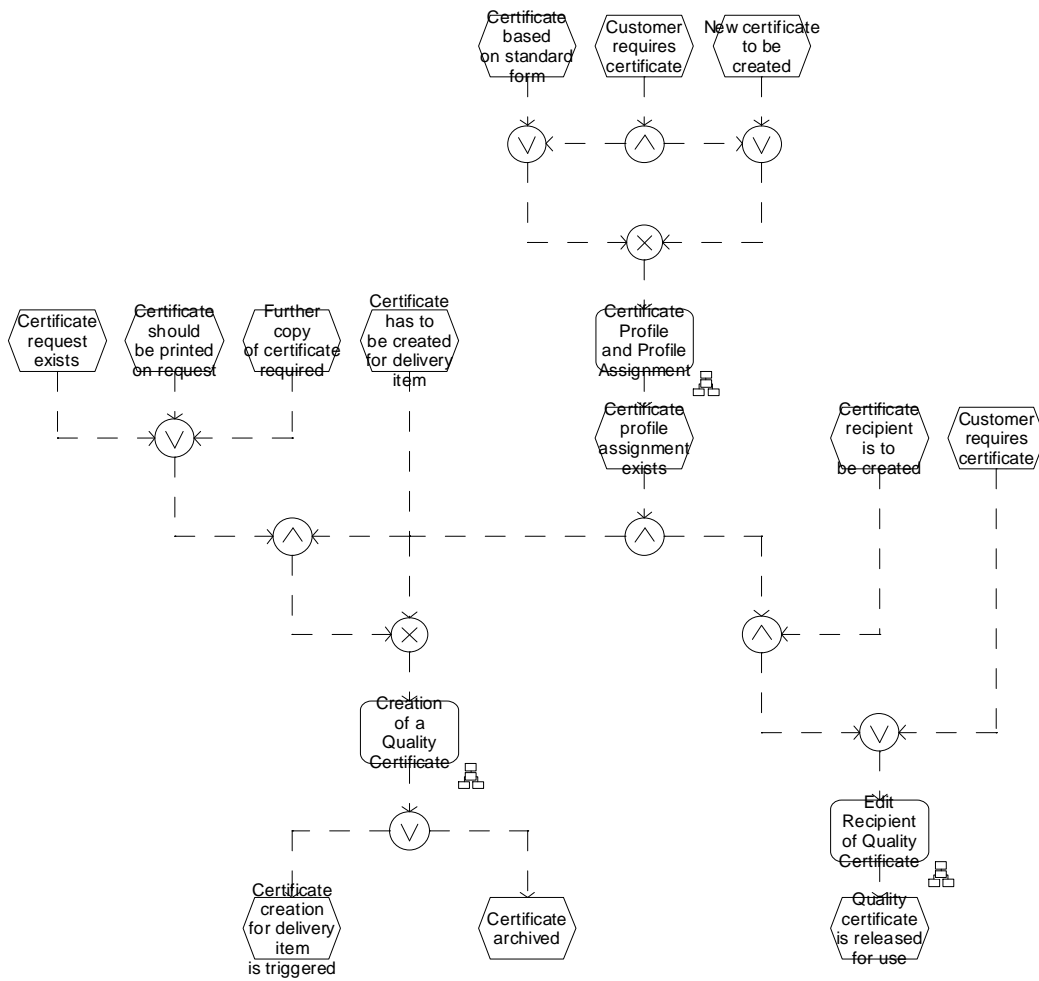 Certificate
based
on standard
form
Customer
requires
certificate
New certificate
to be
created
Certificate
request
exists
Certificate
should
be printed
on request
Further
copy
of certificate
required
Certificate
has to
be created
for delivery
item
Certificate
Profile
and Profile
Assignment
Certificate
profile
assignment
exists
Certificate
recipient
is to
be created
Customer
requires
certificate
Creation
of a
Quality
Certificate
Edit
Recipient
of Quality
Certificate
Certificate
creation
for delivery
item
is triggered
Certificate
archived
Quality
certificate
is released
for use